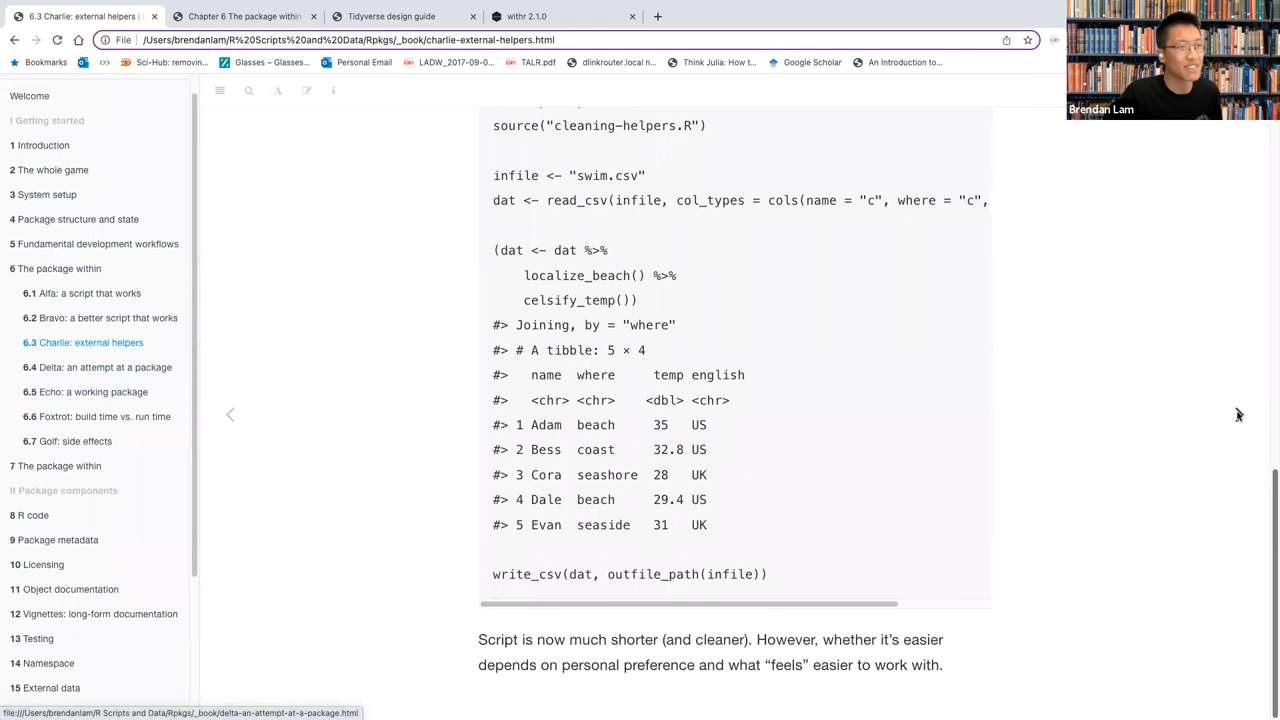 6.3 Charlie: external helpers |
Chapter 6 The package within
Tidyverse design guide
withr 2.1.0
File /Users/brendanlam/R%20Scripts%20and%20Data/Rpkgs/_book/charlie-external-helpers.html
Bookmarks
Sci-Hub: removin...
Glasses – Glasses...
Personal Email
LADW_2017-09-0...
TALR.pdf
dlinkrouter.local n...
Think Julia: How t...
Google Scholar
An Introduction to...
Brendan Lam
Welcome
I Getting started
1 Introduction
2 The whole game
3 System setup
4 Package structure and state
5 Fundamental development workflows
6 The package within
6.1 Alfa: a script that works
6.2 Bravo: a better script that works
6.3 Charlie: external helpers
6.4 Delta: an attempt at a package
6.5 Echo: a working package
6.6 Foxtrot: build time vs. run time
6.7 Golf: side effects
7 The package within
II Package components
8 R code
9 Package metadata
10 Licensing
11 Object documentation
12 Vignettes: long-form documentation
13 Testing
14 Namespace
15 External data
file:///Users/brendanlam/R Scripts and Data/Rpkgs/_book/delta-an-attempt-at-a-package.html
source("cleaning-helpers.R")
infile <- "swim.csv"
dat <- read_csv(infile, col_types = cols(name = "c", where = "c",
(dat <- dat %>%
localize_beach() %>%
celsify_temp())
#> Joining, by = "where"
#> # A tibble: 5 × 4
#> name where temp english
#> <chr> <chr> <dbl> <chr>
#> 1 Adam beach 35 US
#> 2 Bess coast 32.8 US
#> 3 Cora seashore 28 UK
#> 4 Dale beach 29.4 US
#> 5 Evan seaside 31 UK
write_csv(dat, outfile_path(infile))
Script is now much shorter (and cleaner). However, whether it's easier
depends on personal preference and what “feels” easier to work with.